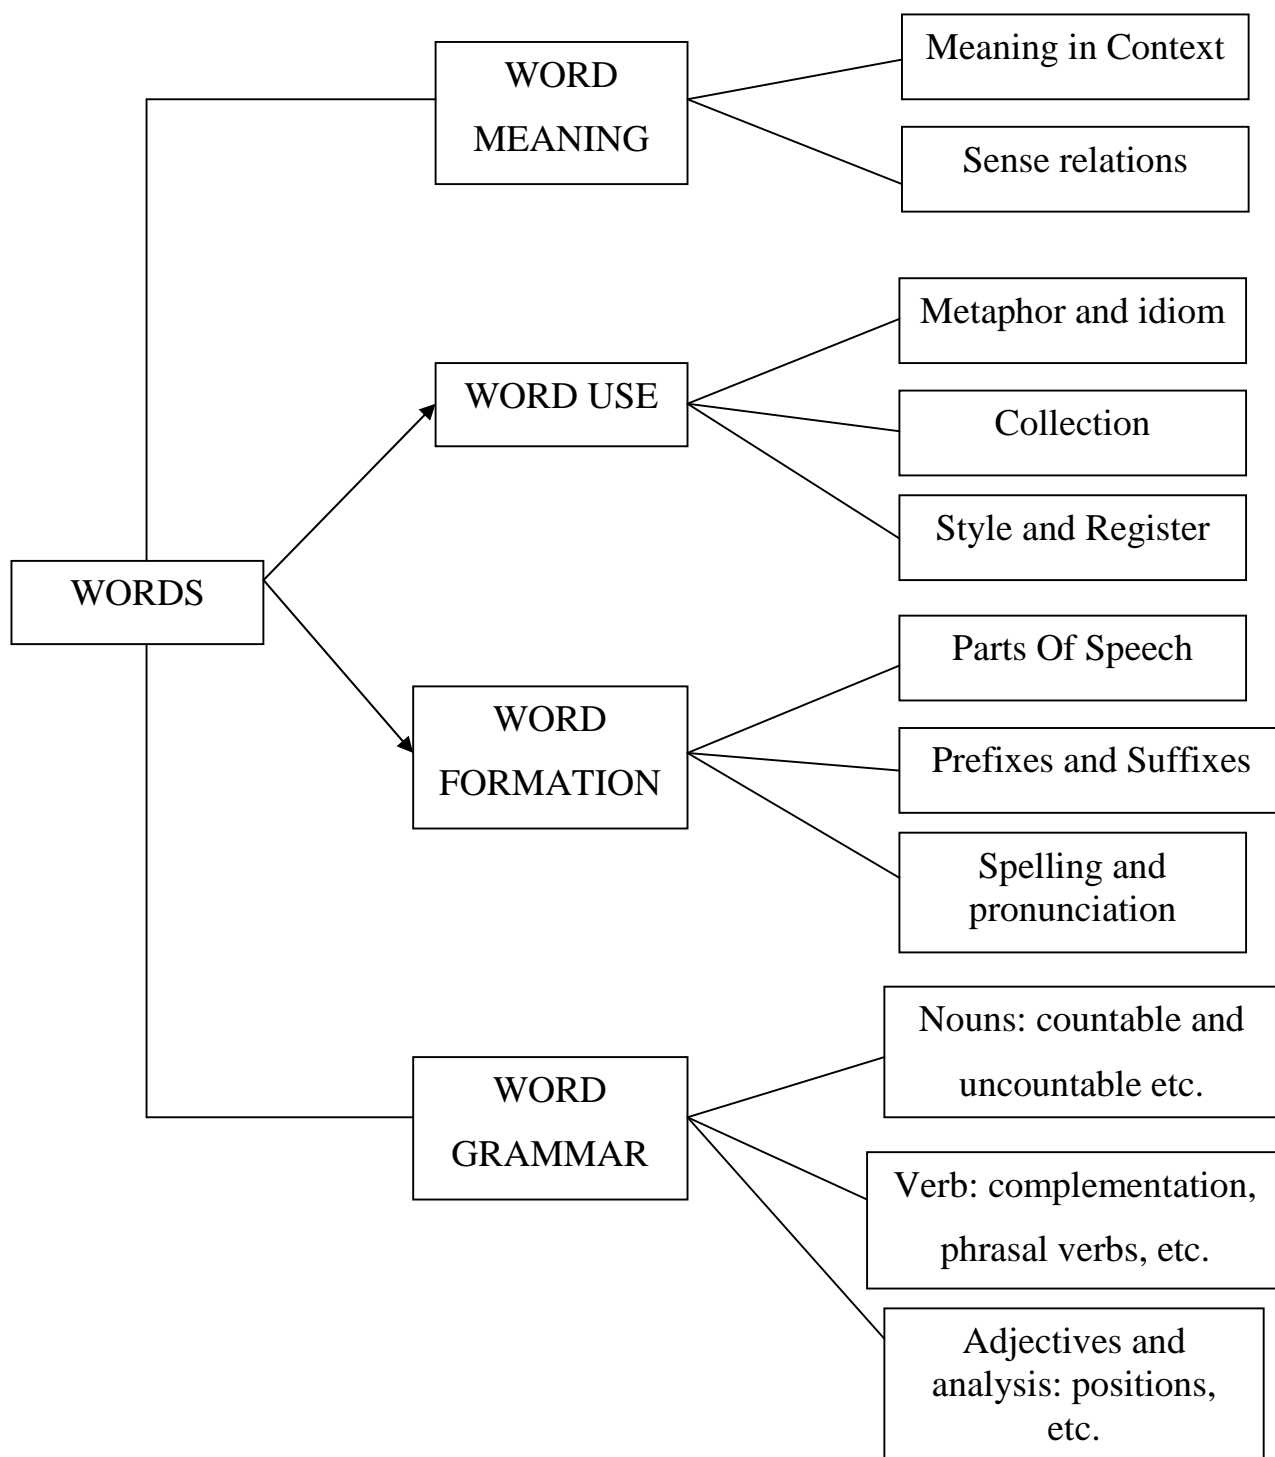 WORDS
WORD
MEANING
Meaning in Context
Sense relations
WORD USE
Metaphor and idiom
Collection
Style and Register
WORD
FORMATION
Parts Of Speech
Prefixes and Suffixes
Spelling and
pronunciation
WORD
GRAMMAR
Nouns: countable and
uncountable etc.
Verb: complementation,
phrasal verbs, etc.
Adjectives and
analysis: positions,
etc.